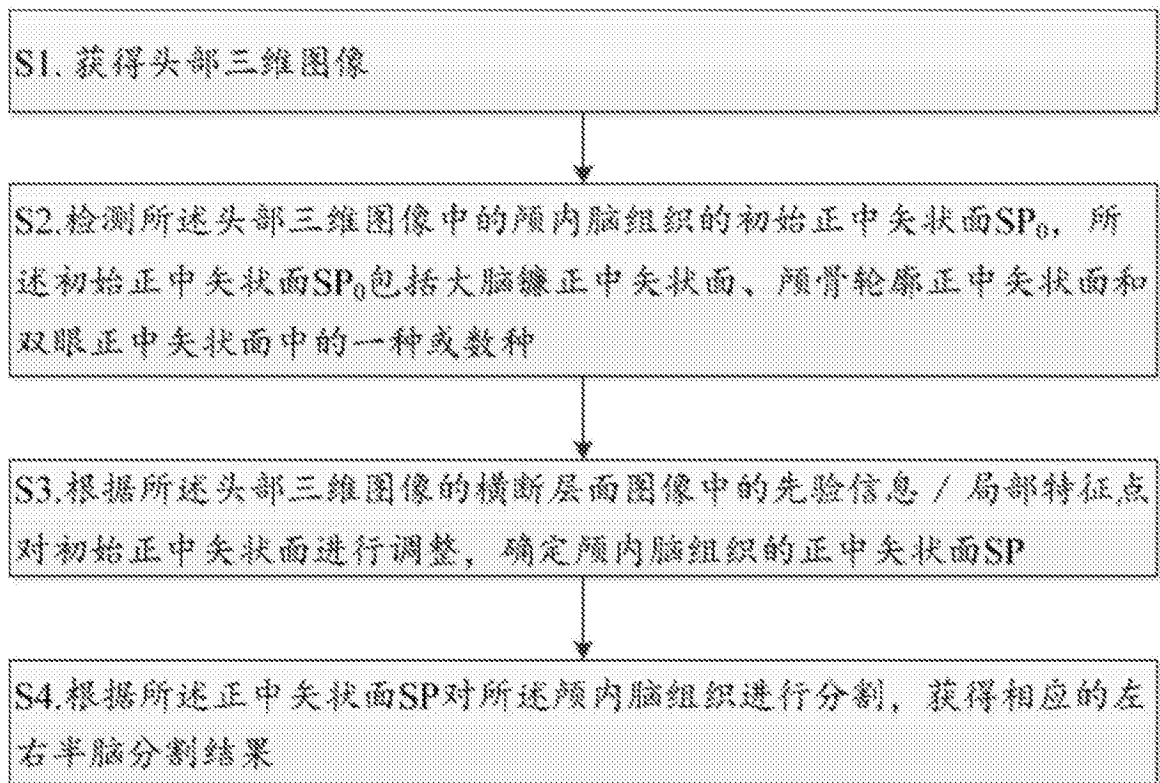 S1. 获得头部三维图像
S2.检测所述头部三维图像中的颅内脑组织的初始正中矢状面SP₀，所
述初始正中矢状面SP₀包括大脑镰正中矢状面、颅骨轮廓正中矢状面和
双眼正中矢状面中的一种或数种
S3.根据所述头部三维图像的横断层面图像中的先验信息／局部特征点
对初始正中矢状面进行调整，确定颅内脑组织的正中矢状面SP
S4.根据所述正中矢状面SP对所述颅内脑组织进行分割，获得相应的左
右半脑分割结果